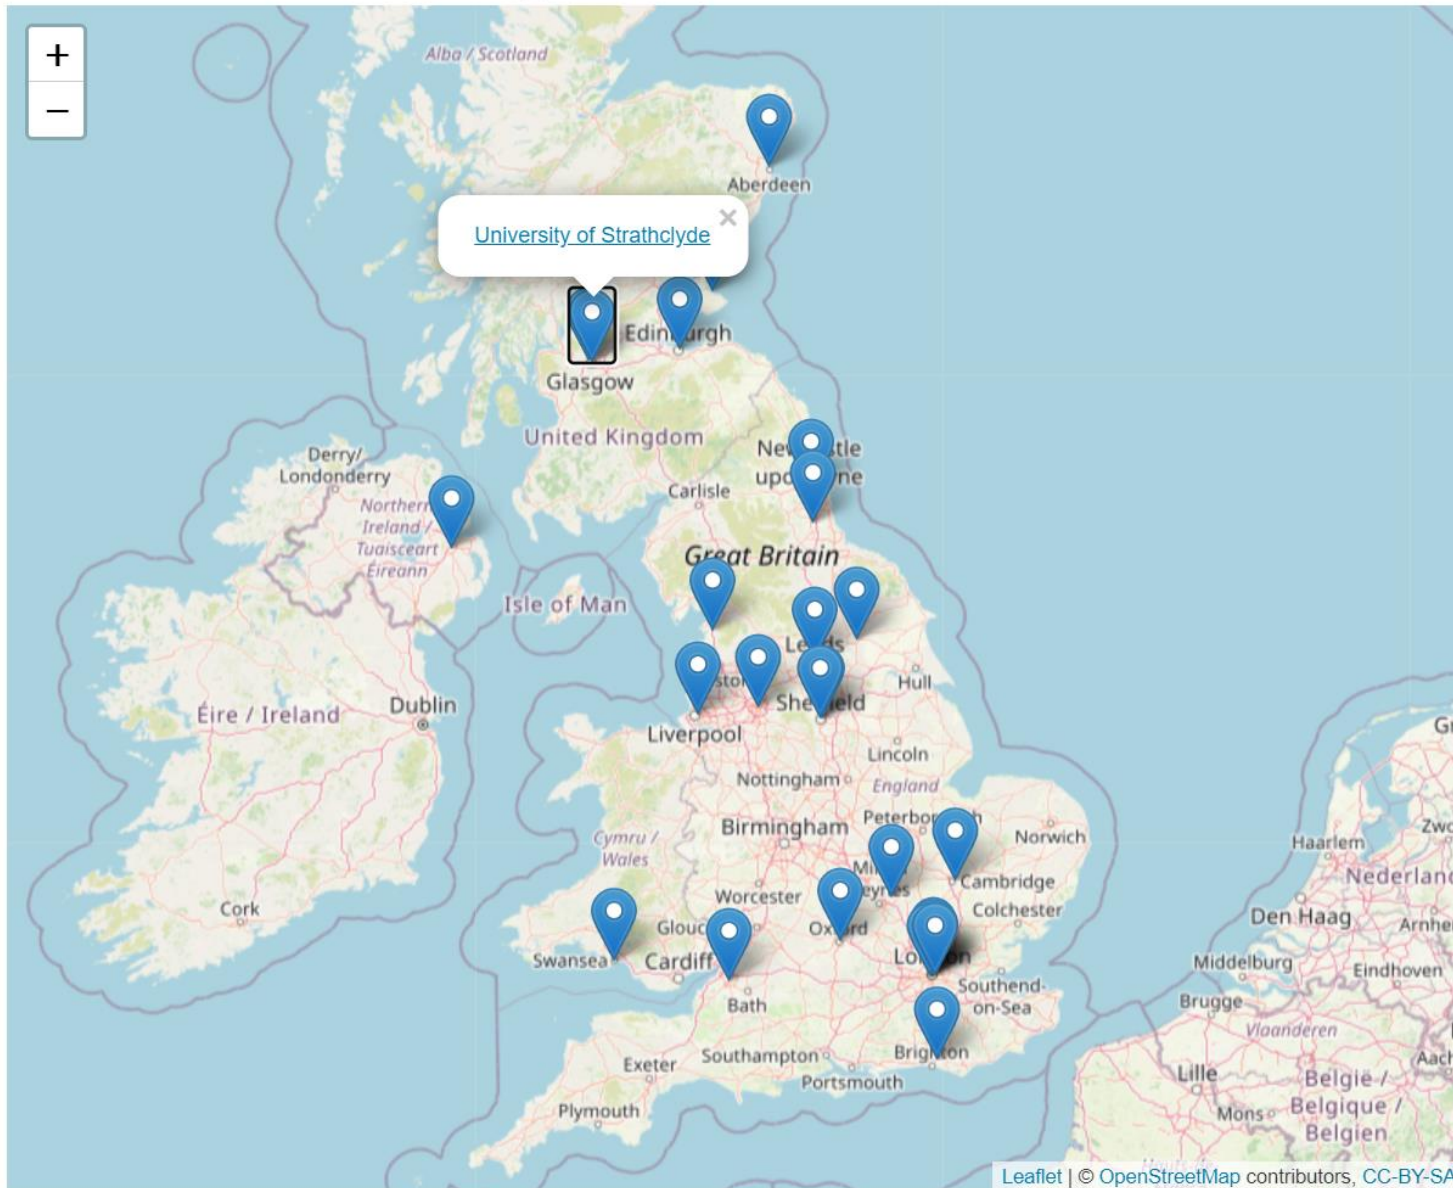 +
−
Alba / Scotland
Aberdeen
×
University of Strathclyde
Edinburgh
Glasgow
United Kingdom
Derry/
Londonderry
Carlisle
Northern
Ireland /
Tuaisceart
Éireann
Great Britain
Isle of Man
Hull
Éire / Ireland
Dublin
Liverpool
Lincoln
Nottingham
England
Birmingham
Cymru /
Wales
Norwich
Haarlem
Nederland
Cambridge
Worcester
Colchester
Den Haag
Cork
Swansea
Cardiff
Middelburg
Eindhoven
Southend-
on-Sea
Bath
Brugge
Vlaanderen
Southampton
Brighton
Exeter
Portsmouth
Lille
België /
Belgique /
Belgien
Plymouth
Mons
Leaflet | © OpenStreetMap contributors, CC-BY-SA